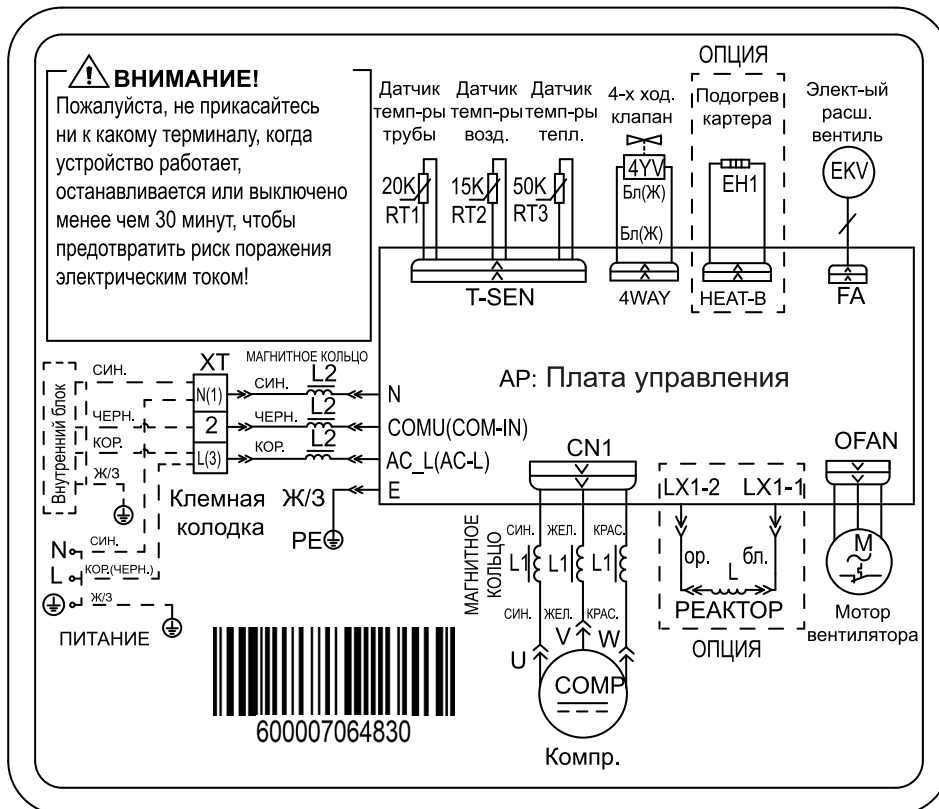 ВНИМАНИЕ!
Пожалуйста, не прикасайтесь
ни к какому терминалу, когда
устройство работает,
останавливается или выключено
менее чем 30 минут, чтобы
предотвратить риск поражения
электрическим током!
Датчик
темп-ры
трубы
Датчик
темп-ры
возд.
Датчик
темп-ры
тепл.
4-х ход.
клапан
ОПЦИЯ
Подогрев
картера
Элект-ый
расш.
вентиль
20K
RT1
15K
RT2
50K
RT3
4YV
Бл(Ж)
Бл(Ж)
EH1
EKV
T-SEN
4WAY
HEAT-B
FA
Внутренний блок
СИН.
ЧЕРН.
КОР.
Ж/З
XT
N(1)
2
L(3)
Клемная
колодка
МАГНИТНОЕ КОЛЬЦО
СИН.
L2
ЧЕРН.
L2
КОР.
L2
N
COMU(COM-IN)
AC_L(AC-L)
E
Ж/З
PE
AP: Плата управления
N
СИН.
L
КОР.(ЧЕРН.)
Ж/З
ПИТАНИЕ
CN1
МАГНИТНОЕ
КОЛЬЦО
СИН.
ЖЕЛ.
КРАС.
L1
L1
L1
СИН.
ЖЕЛ.
КРАС.
U
V
W
COMP
Компр.
LX1-2
LX1-1
ор.
бл.
L
РЕАКТОР
ОПЦИЯ
OFAN
M
Мотор
вентилятора
600007064830